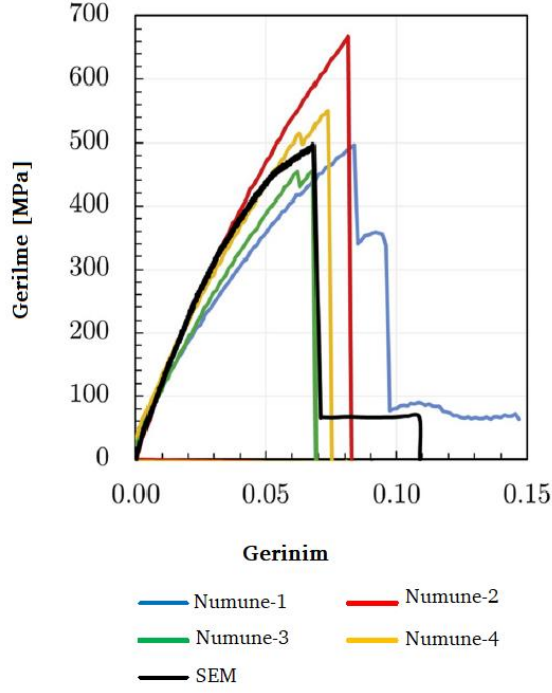 700
600
500
400
300
200
100
0
Gerilme [MPa]
0.00 0.05 0.10 0.15
Gerinim
Numune-1 Numune-2
Numune-3 Numune-4
SEM